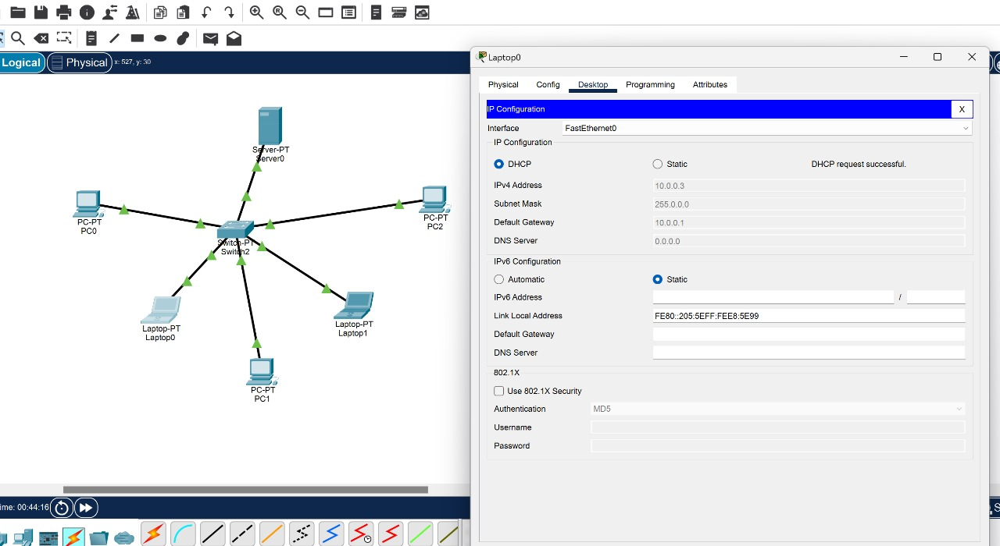 Logical
Physical
x: 527, y: 30
Server-PT
Server0
PC-PT
PC0
PC-PT
PC2
Switch-PT
Switch2
Laptop-PT
Laptop0
Laptop-PT
Laptop1
PC-PT
PC1
ime: 00:44:16
Laptop0
Physical Config Desktop Programming Attributes
IP Configuration X
Interface FastEthernet0
IP Configuration
DHCP Static DHCP request successful.
IPv4 Address 10.0.0.3
Subnet Mask 255.0.0.0
Default Gateway 10.0.0.1
DNS Server 0.0.0.0
IPv6 Configuration
Automatic Static
IPv6 Address /
Link Local Address FE80::205:5EFF:FEE8:5E99
Default Gateway
DNS Server
802.1X
Use 802.1X Security
Authentication MD5
Username
Password
S